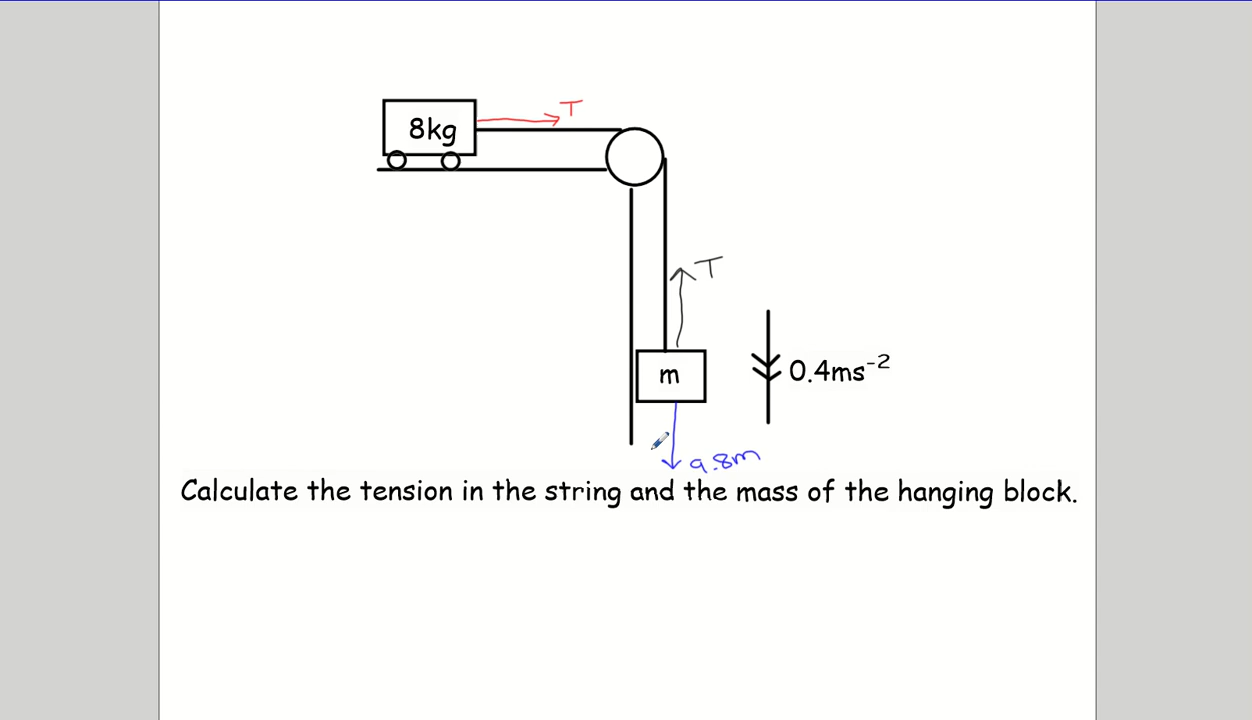 T
8kg
T
m
0.4ms⁻²
9.8m
Calculate the tension in the string and the mass of the hanging block.